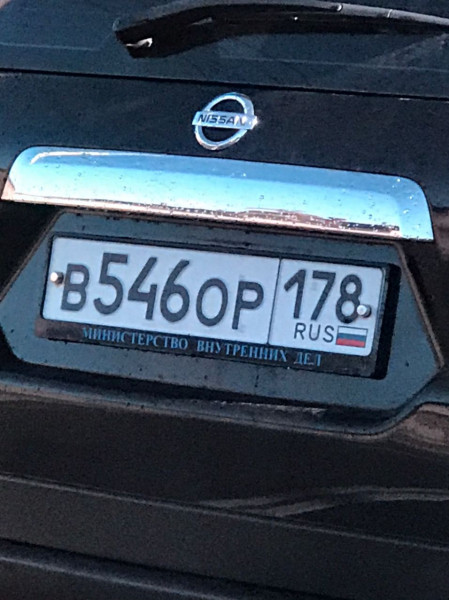 NISSAN
В546ОР 178
RUS
МИНИСТЕРСТВО ВНУТРЕННИХ ДЕЛ